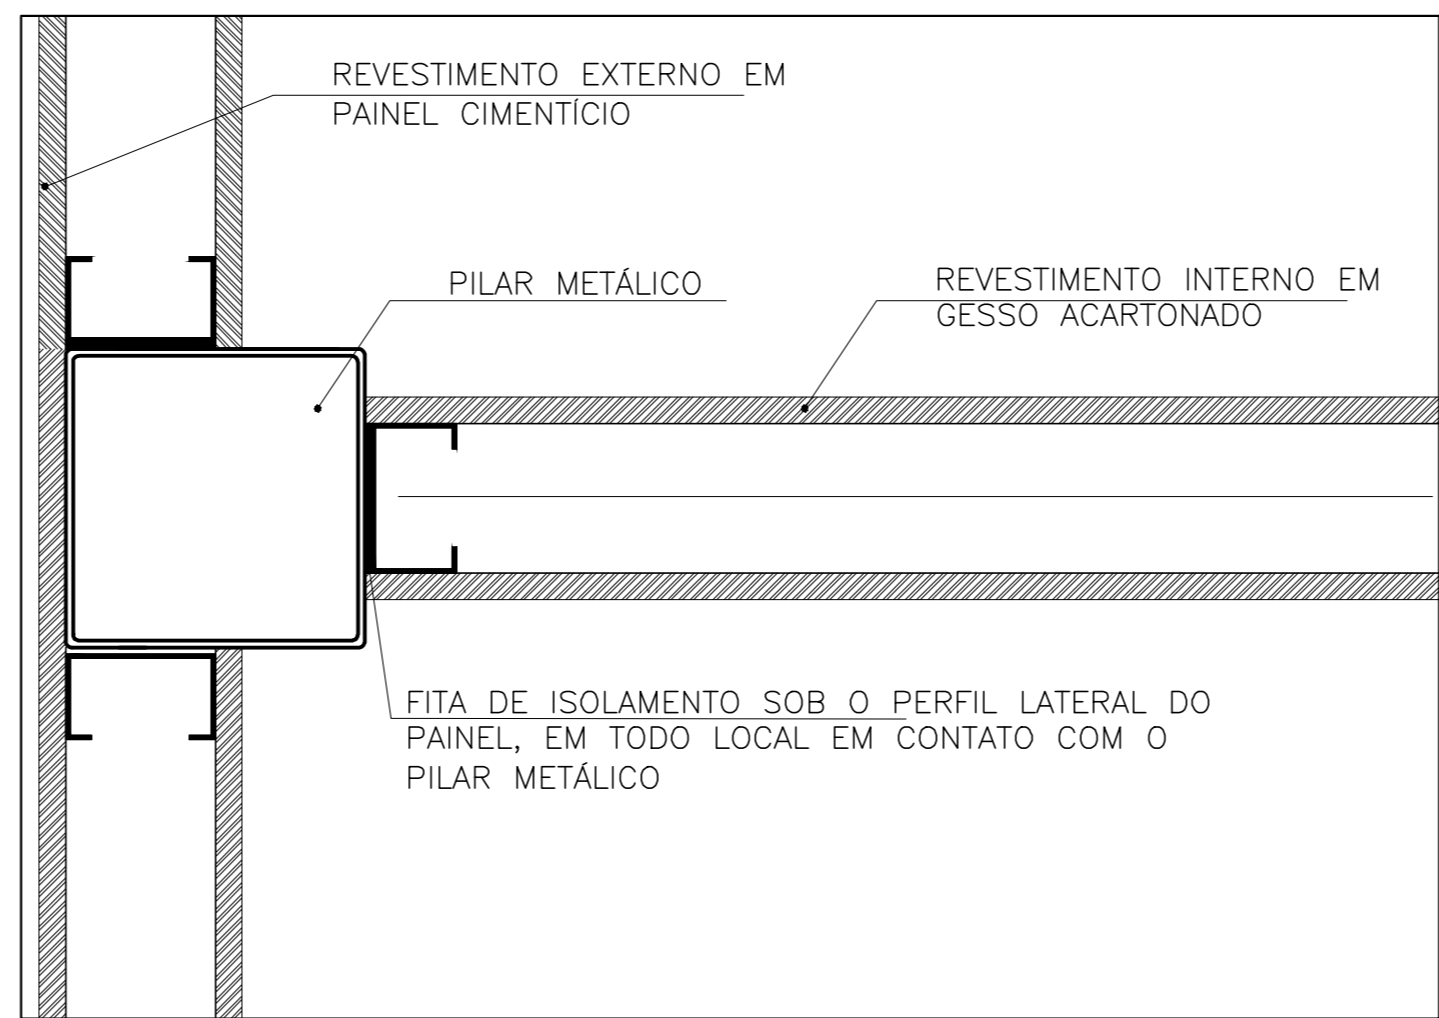 REVESTIMENTO EXTERNO EM
PAINEL CIMENTÍCIO
PILAR METÁLICO
REVESTIMENTO INTERNO EM
GESSO ACARTONADO
FITA DE ISOLAMENTO SOB O PERFIL LATERAL DO
PAINEL, EM TODO LOCAL EM CONTATO COM O
PILAR METÁLICO